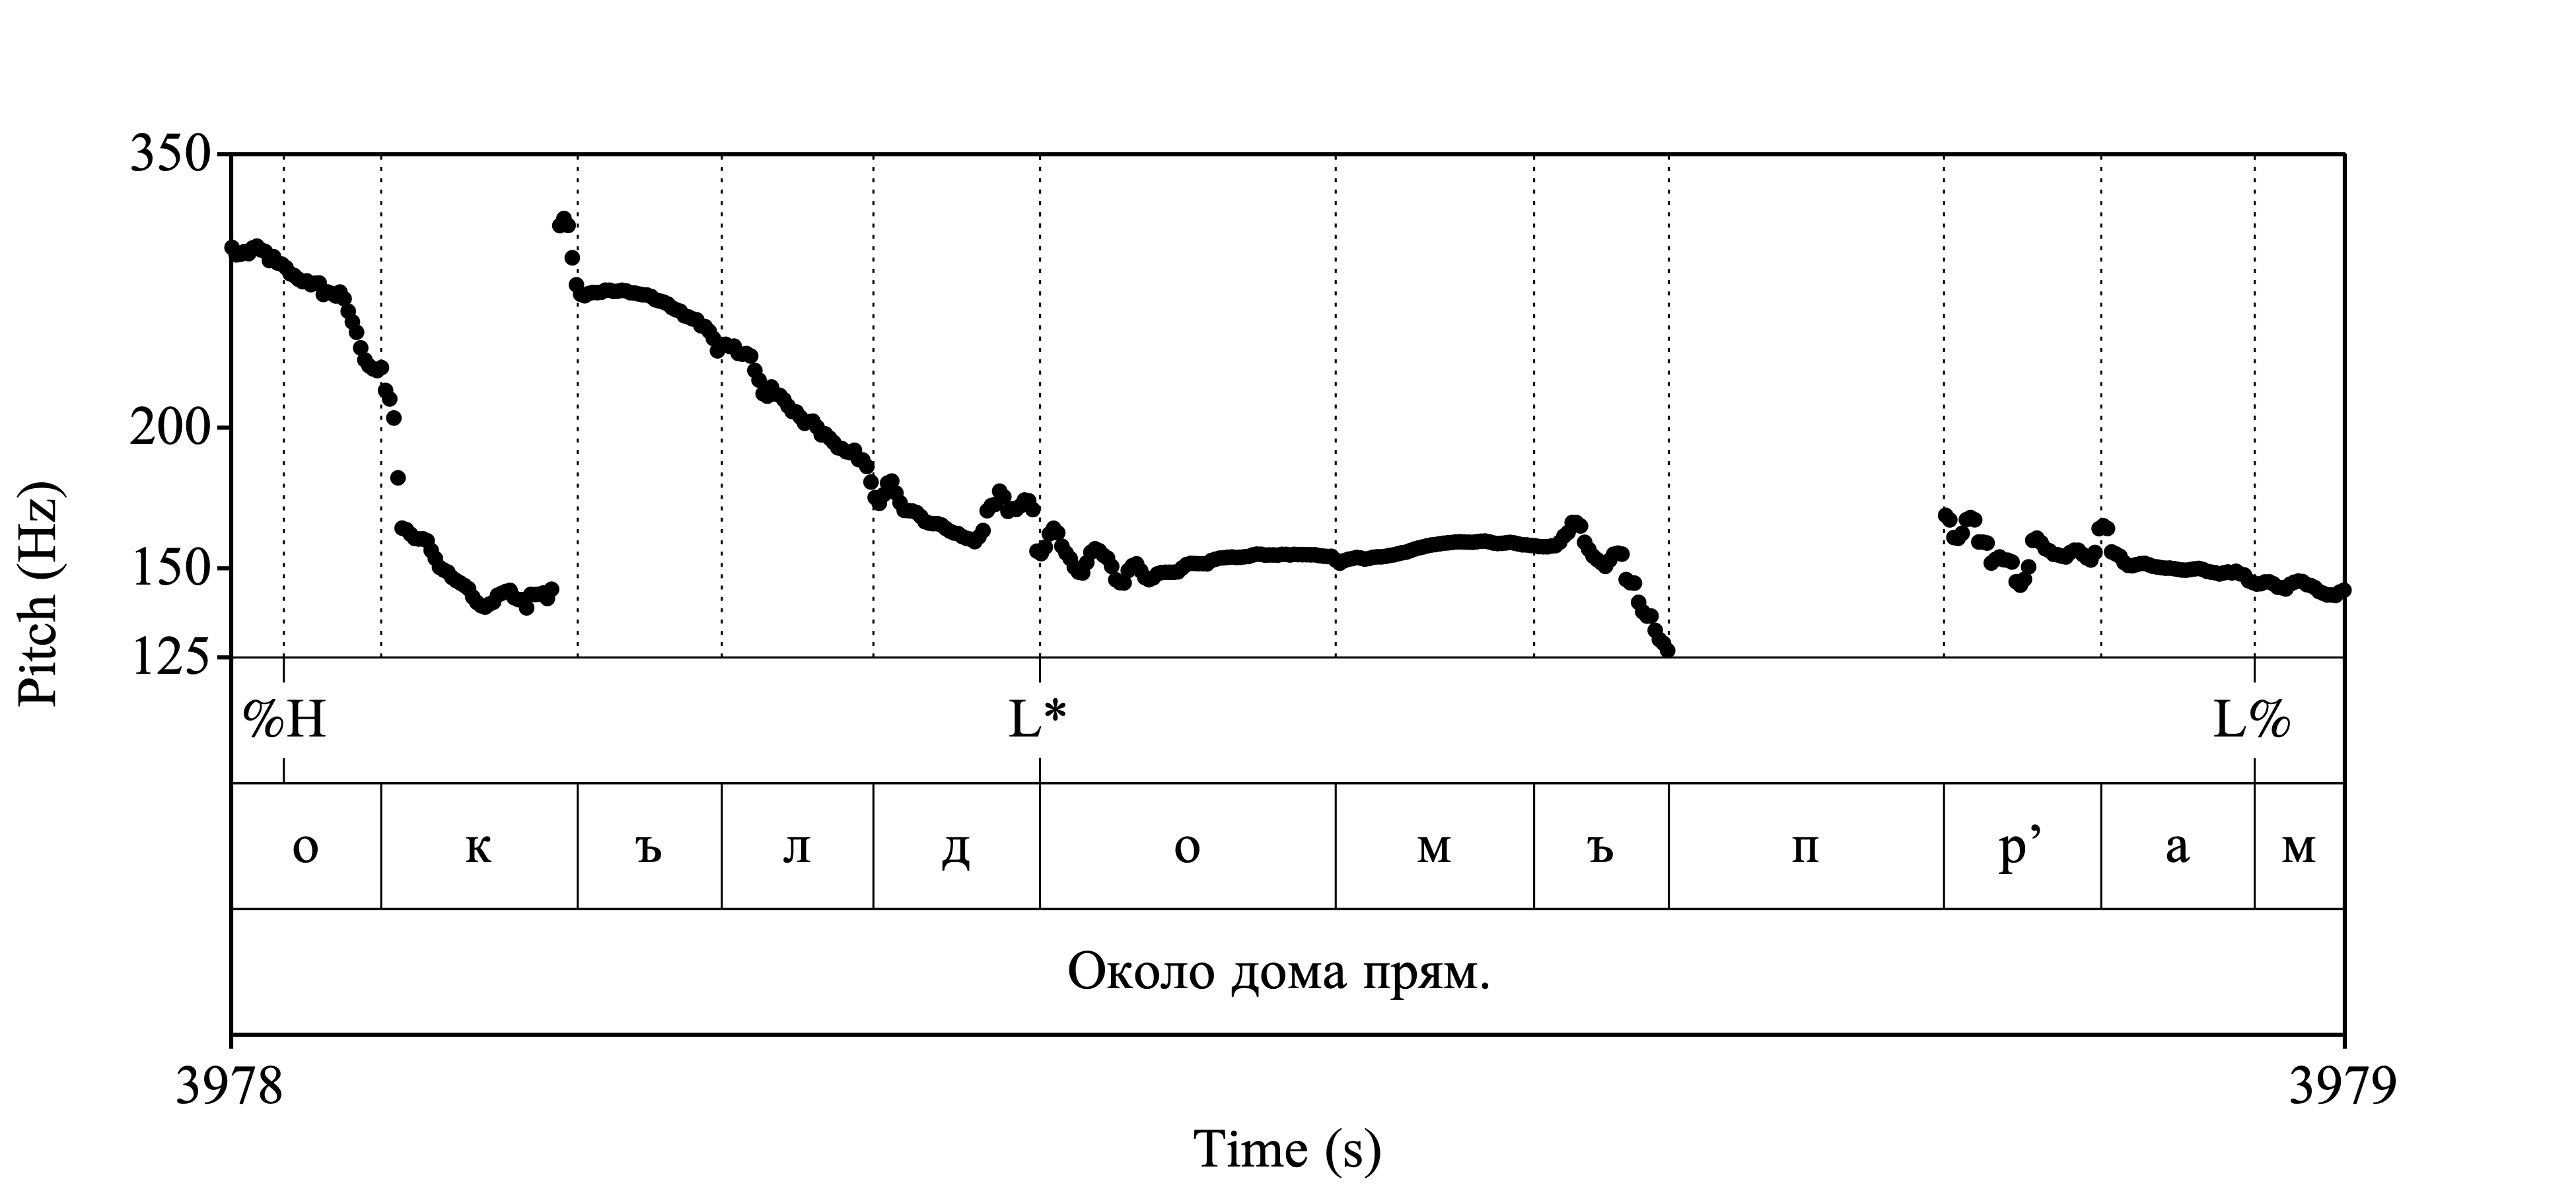 350
200
150
125
Pitch (Hz)
%H L* L%
о к ъ л д о м ъ п р’ а м
Около дома прям.
3978 3979
Time (s)